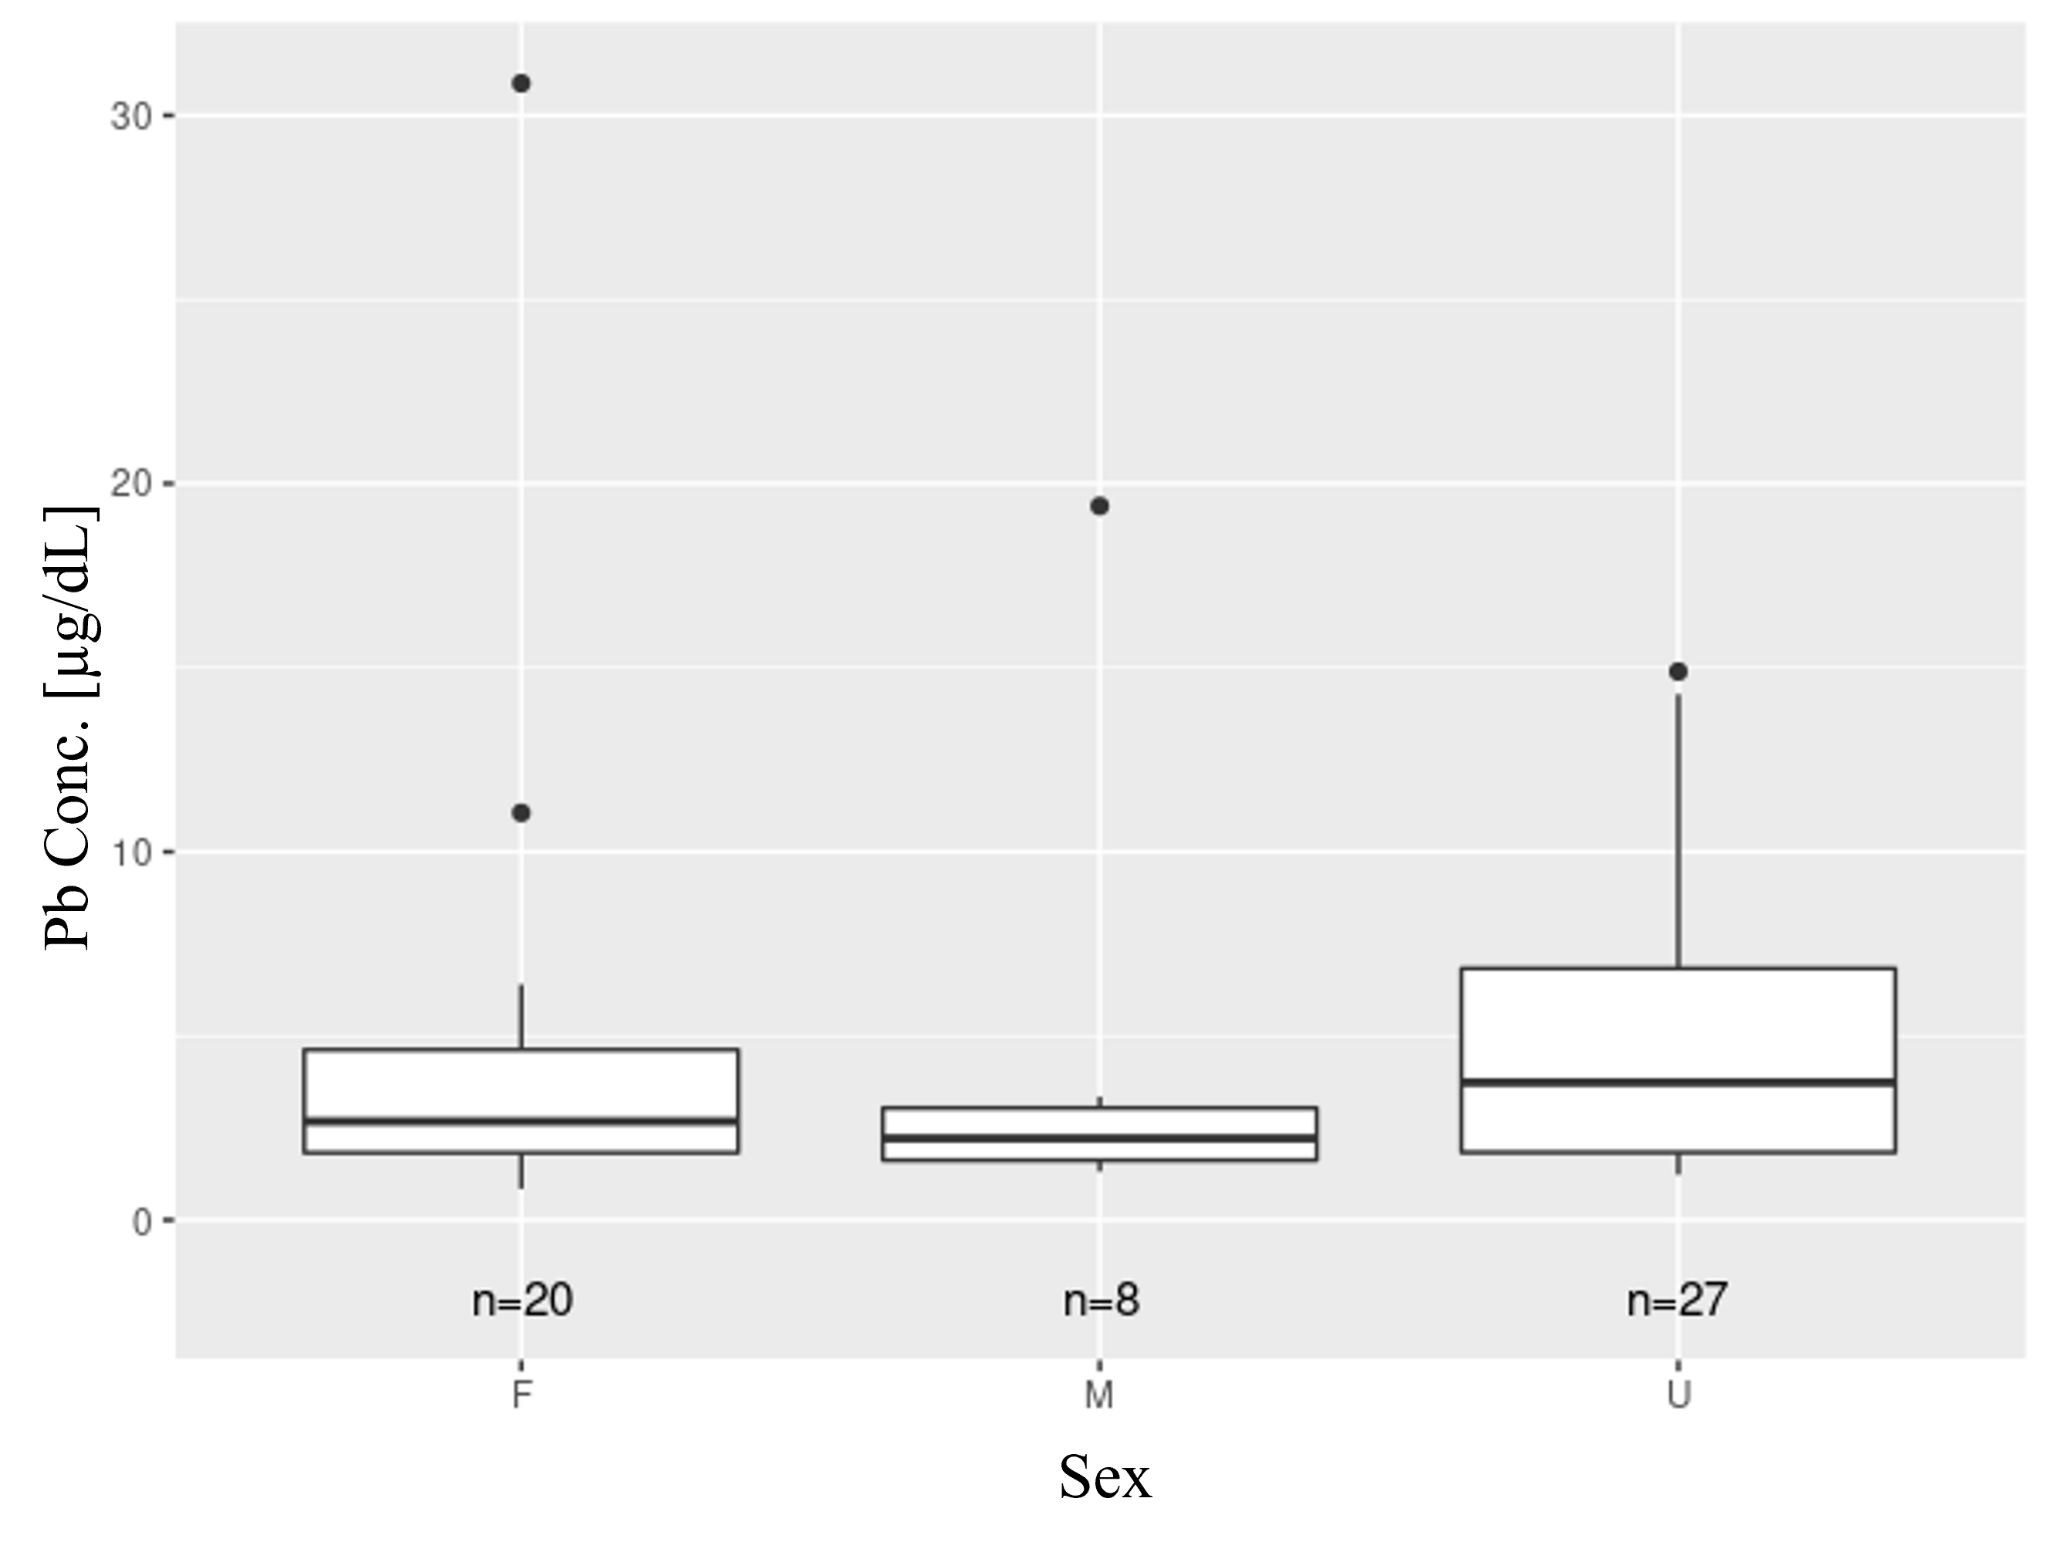 30
20
10
0
Pb Conc. [µg/dL]
n=20 n=8 n=27
F M U
Sex